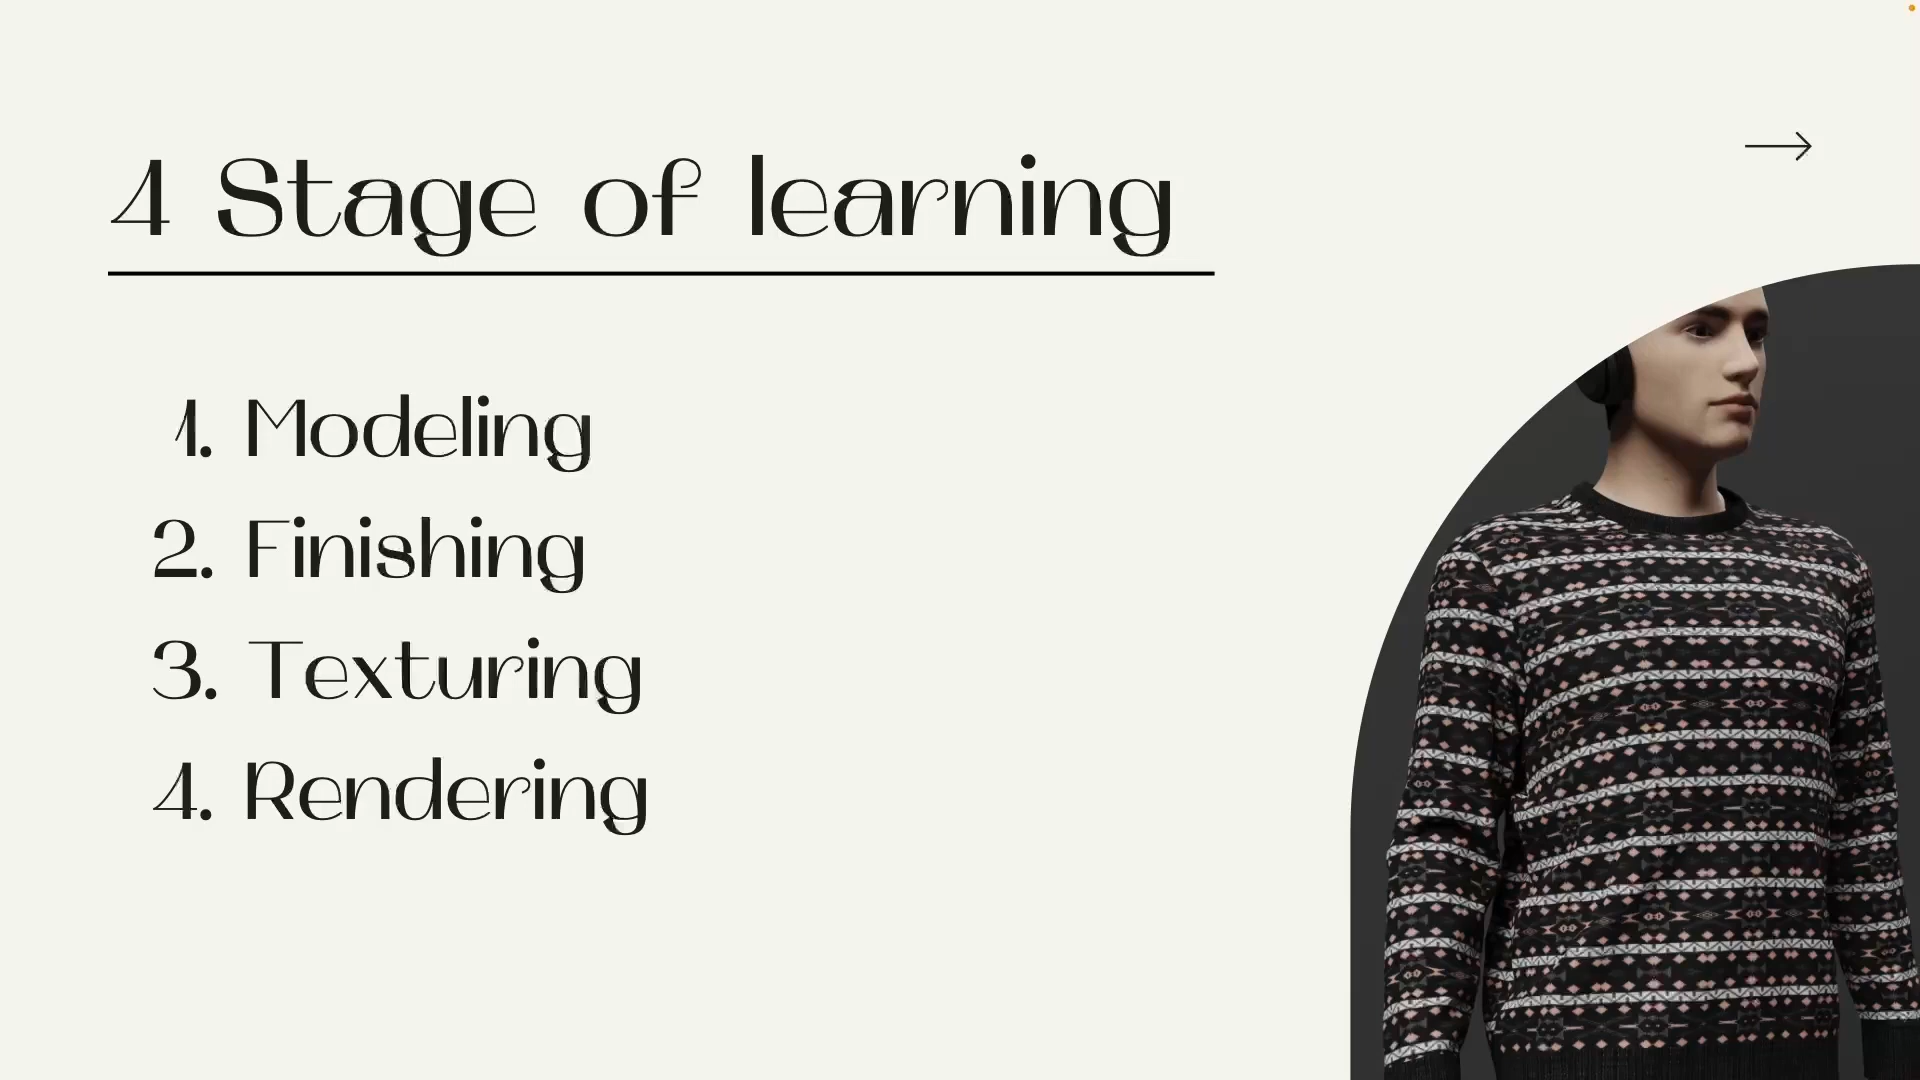 4 Stage of learning
1. Modeling
2. Finishing
3. Texturing
4. Rendering